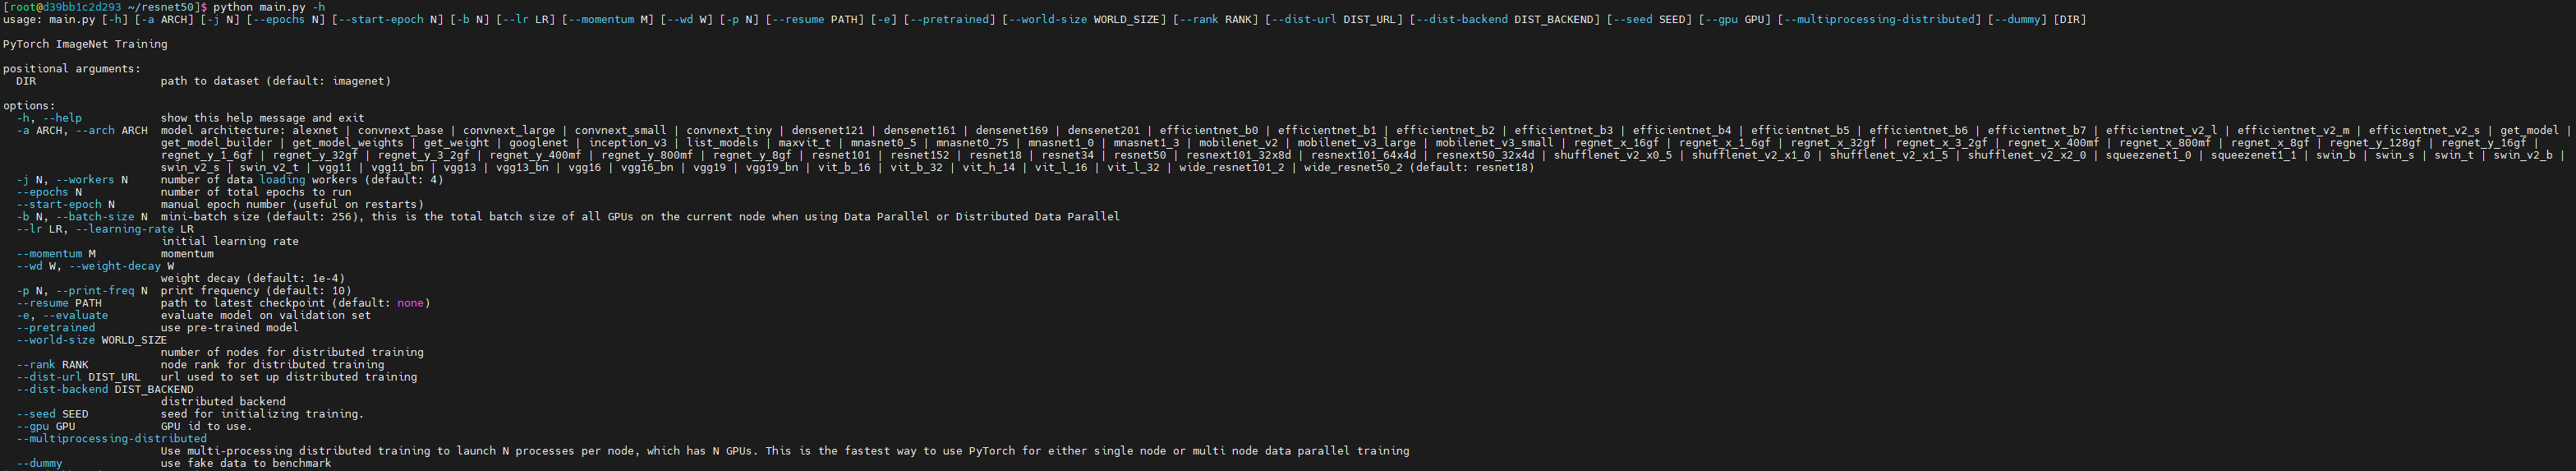 [root@d39bb1c2d293 ~/resnet50]$ python main.py -h
usage: main.py [-h] [-a ARCH] [-j N] [--epochs N] [--start-epoch N] [-b N] [--lr LR] [--momentum M] [--wd W] [-p N] [--resume PATH] [-e] [--pretrained] [--world-size WORLD_SIZE] [--rank RANK] [--dist-url DIST_URL] [--dist-backend DIST_BACKEND] [--seed SEED] [--gpu GPU] [--multiprocessing-distributed] [--dummy] [DIR]
PyTorch ImageNet Training
positional arguments:
DIR path to dataset (default: imagenet)
options:
-h, --help show this help message and exit
-a ARCH, --arch ARCH model architecture: alexnet | convnext_base | convnext_large | convnext_small | convnext_tiny | densenet121 | densenet161 | densenet169 | densenet201 | efficientnet_b0 | efficientnet_b1 | efficientnet_b2 | efficientnet_b3 | efficientnet_b4 | efficientnet_b5 | efficientnet_b6 | efficientnet_b7 | efficientnet_v2_l | efficientnet_v2_m | efficientnet_v2_s | get_model |
get_model_builder | get_model_weights | get_weight | googlenet | inception_v3 | list_models | maxvit_t | mnasnet0_5 | mnasnet0_75 | mnasnet1_0 | mnasnet1_3 | mobilenet_v2 | mobilenet_v3_large | mobilenet_v3_small | regnet_x_16gf | regnet_x_1_6gf | regnet_x_32gf | regnet_x_3_2gf | regnet_x_400mf | regnet_x_800mf | regnet_x_8gf | regnet_y_128gf | regnet_y_16gf |
regnet_y_1_6gf | regnet_y_32gf | regnet_y_3_2gf | regnet_y_400mf | regnet_y_800mf | regnet_y_8gf | resnet101 | resnet152 | resnet18 | resnet34 | resnet50 | resnext101_32x8d | resnext101_64x4d | resnext50_32x4d | shufflenet_v2_x0_5 | shufflenet_v2_x1_0 | shufflenet_v2_x1_5 | shufflenet_v2_x2_0 | squeezenet1_0 | squeezenet1_1 | swin_b | swin_s | swin_t | swin_v2_b |
swin_v2_s | swin_v2_t | vgg11 | vgg11_bn | vgg13 | vgg13_bn | vgg16 | vgg16_bn | vgg19 | vgg19_bn | vit_b_16 | vit_b_32 | vit_h_14 | vit_l_16 | vit_l_32 | wide_resnet101_2 | wide_resnet50_2 (default: resnet18)
-j N, --workers N number of data loading workers (default: 4)
--epochs N number of total epochs to run
--start-epoch N manual epoch number (useful on restarts)
-b N, --batch-size N mini-batch size (default: 256), this is the total batch size of all GPUs on the current node when using Data Parallel or Distributed Data Parallel
--lr LR, --learning-rate LR
initial learning rate
--momentum M momentum
--wd W, --weight-decay W
weight decay (default: 1e-4)
-p N, --print-freq N print frequency (default: 10)
--resume PATH path to latest checkpoint (default: none)
-e, --evaluate evaluate model on validation set
--pretrained use pre-trained model
--world-size WORLD_SIZE
number of nodes for distributed training
--rank RANK node rank for distributed training
--dist-url DIST_URL url used to set up distributed training
--dist-backend DIST_BACKEND
distributed backend
--seed SEED seed for initializing training.
--gpu GPU GPU id to use.
--multiprocessing-distributed
Use multi-processing distributed training to launch N processes per node, which has N GPUs. This is the fastest way to use PyTorch for either single node or multi node data parallel training
--dummy use fake data to benchmark